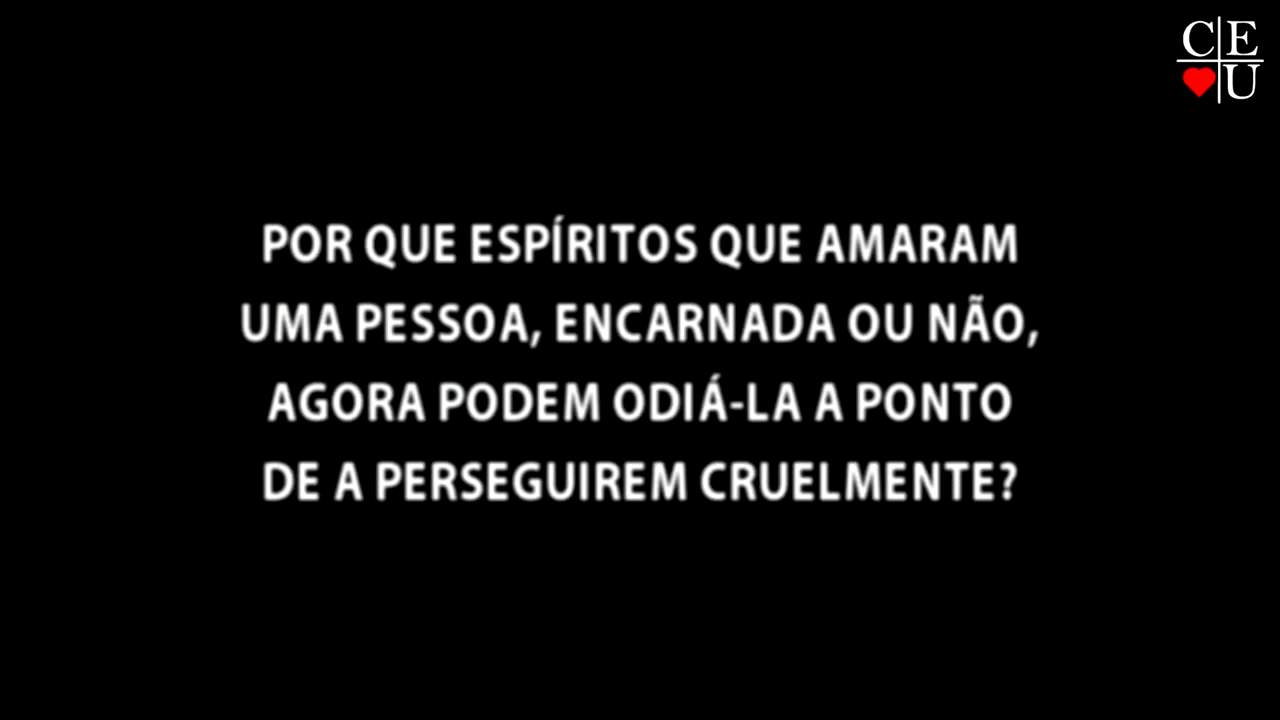 CE
U
POR QUE ESPÍRITOS QUE AMARAM
UMA PESSOA, ENCARNADA OU NÃO,
AGORA PODEM ODIÁ-LA A PONTO
DE A PERSEGUIREM CRUELMENTE?